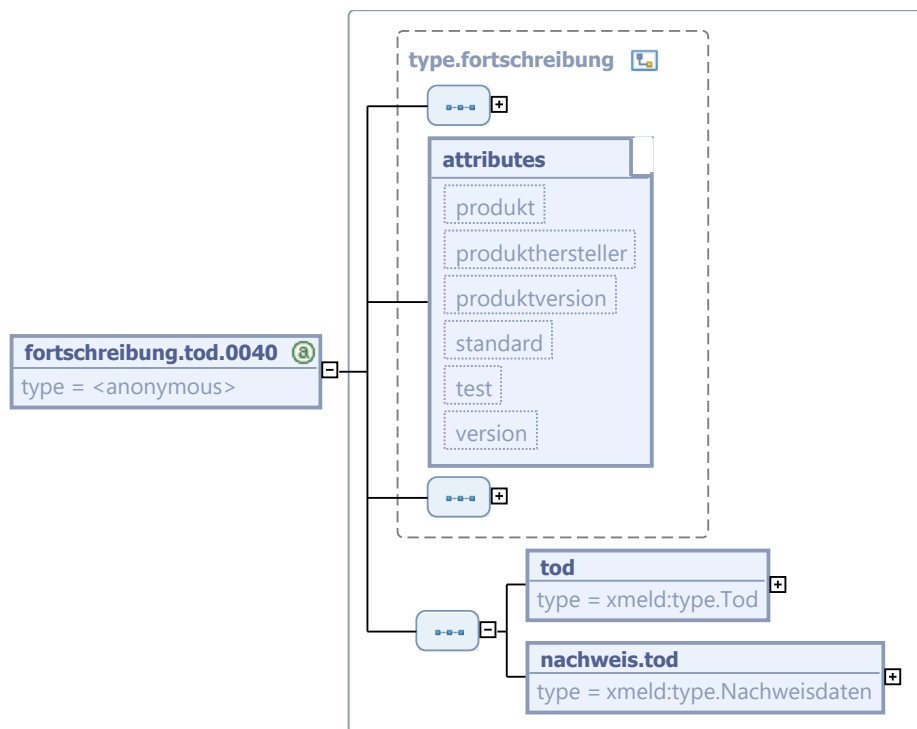 type.fortschreibung
attributes
produkt
produkthersteller
produktversion
standard
test
version
fortschreibung.tod.0040 @
type = <anonymous>
tod
type = xmeld:type.Tod
nachweis.tod
type = xmeld:type.Nachweisdaten